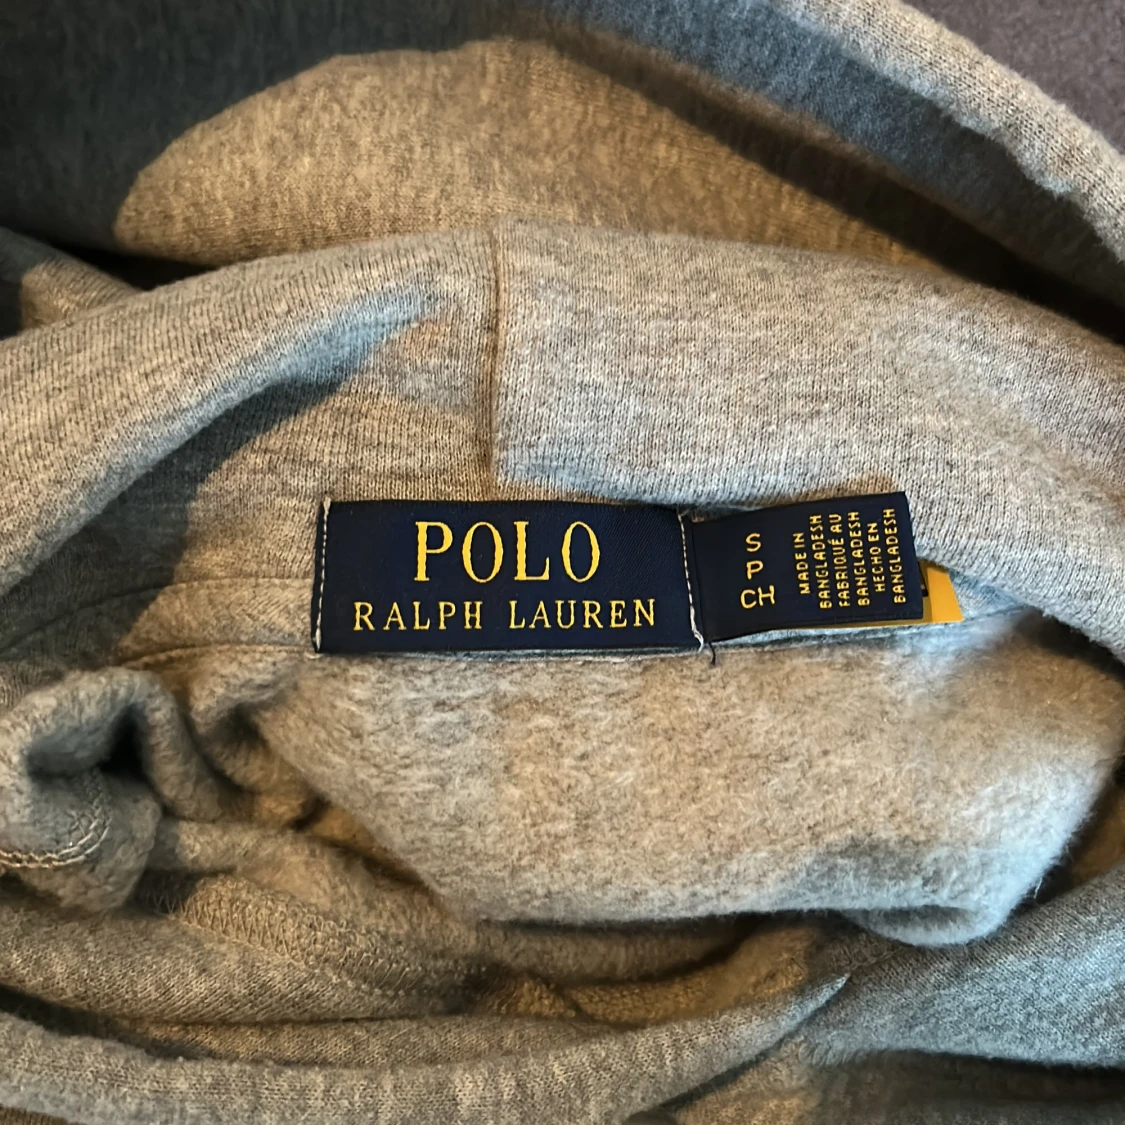 POLO
RALPH LAUREN
S
P
CH
MADE IN
BANGLADESH
FABRIQUÉ AU
BANGLADESH
HECHO EN
BANGLADESH